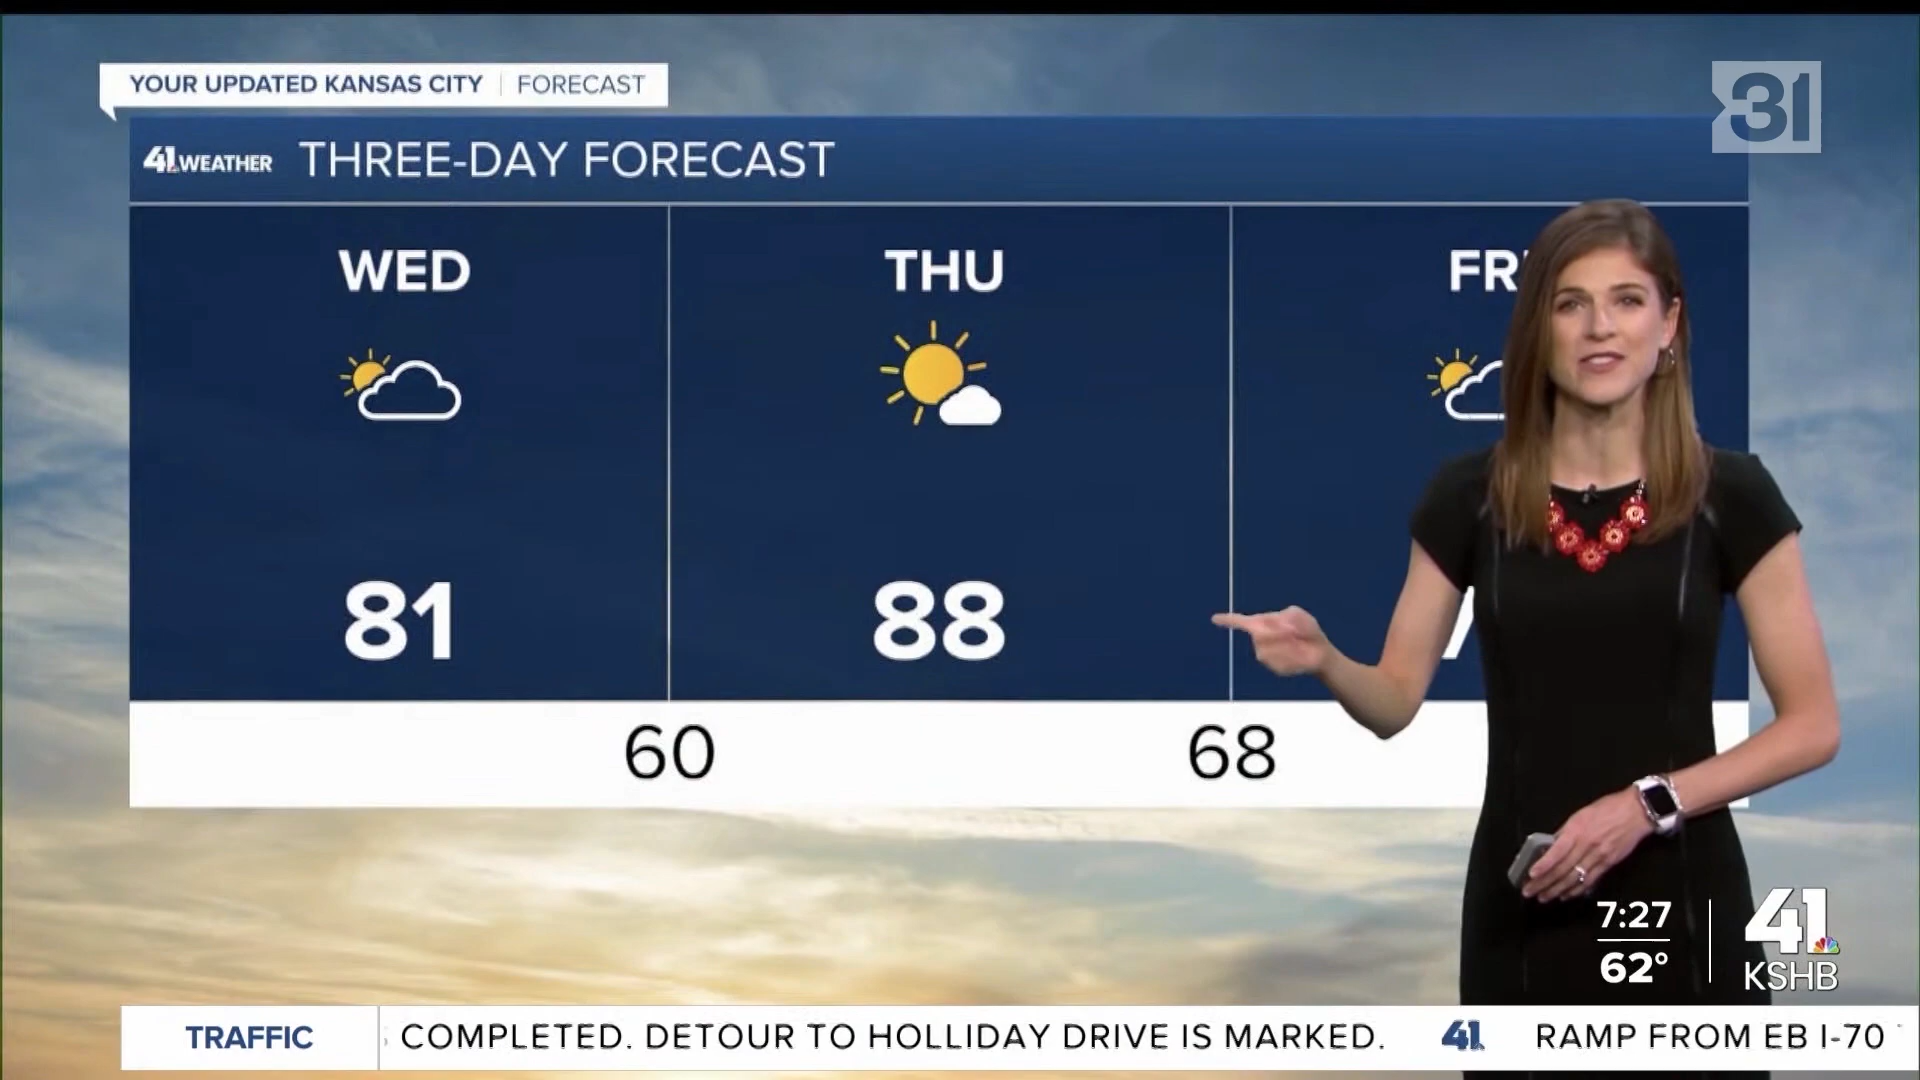 YOUR UPDATED KANSAS CITY | FORECAST
31
41 WEATHER THREE-DAY FORECAST
WED THU
81 88
60 68
7:27
62°
41
KSHB
TRAFFIC COMPLETED. DETOUR TO HOLLIDAY DRIVE IS MARKED. 41 RAMP FROM EB I-70